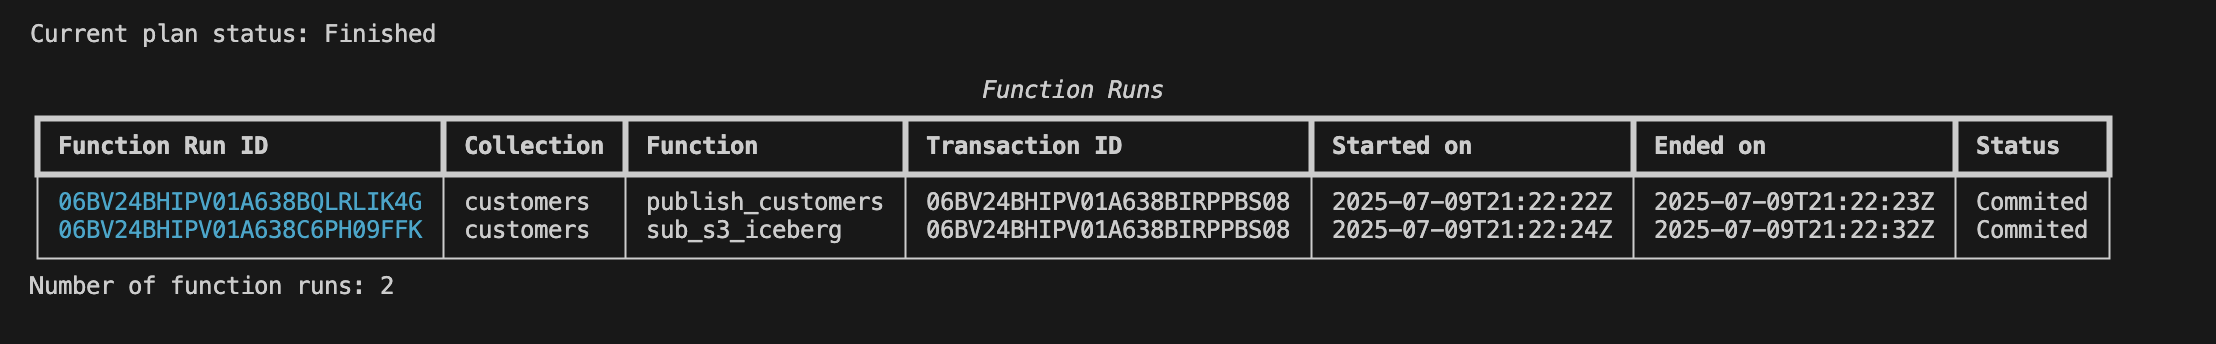 Current plan status: Finished
Function Runs
Function Run ID Collection Function Transaction ID Started on Ended on Status
06BV24BHIPV01A638BQLRLIK4G customers publish_customers 06BV24BHIPV01A638BIRPPBS08 2025-07-09T21:22:22Z 2025-07-09T21:22:23Z Commited
06BV24BHIPV01A638C6PH09FFK customers sub_s3_iceberg 06BV24BHIPV01A638BIRPPBS08 2025-07-09T21:22:24Z 2025-07-09T21:22:32Z Commited
Number of function runs: 2